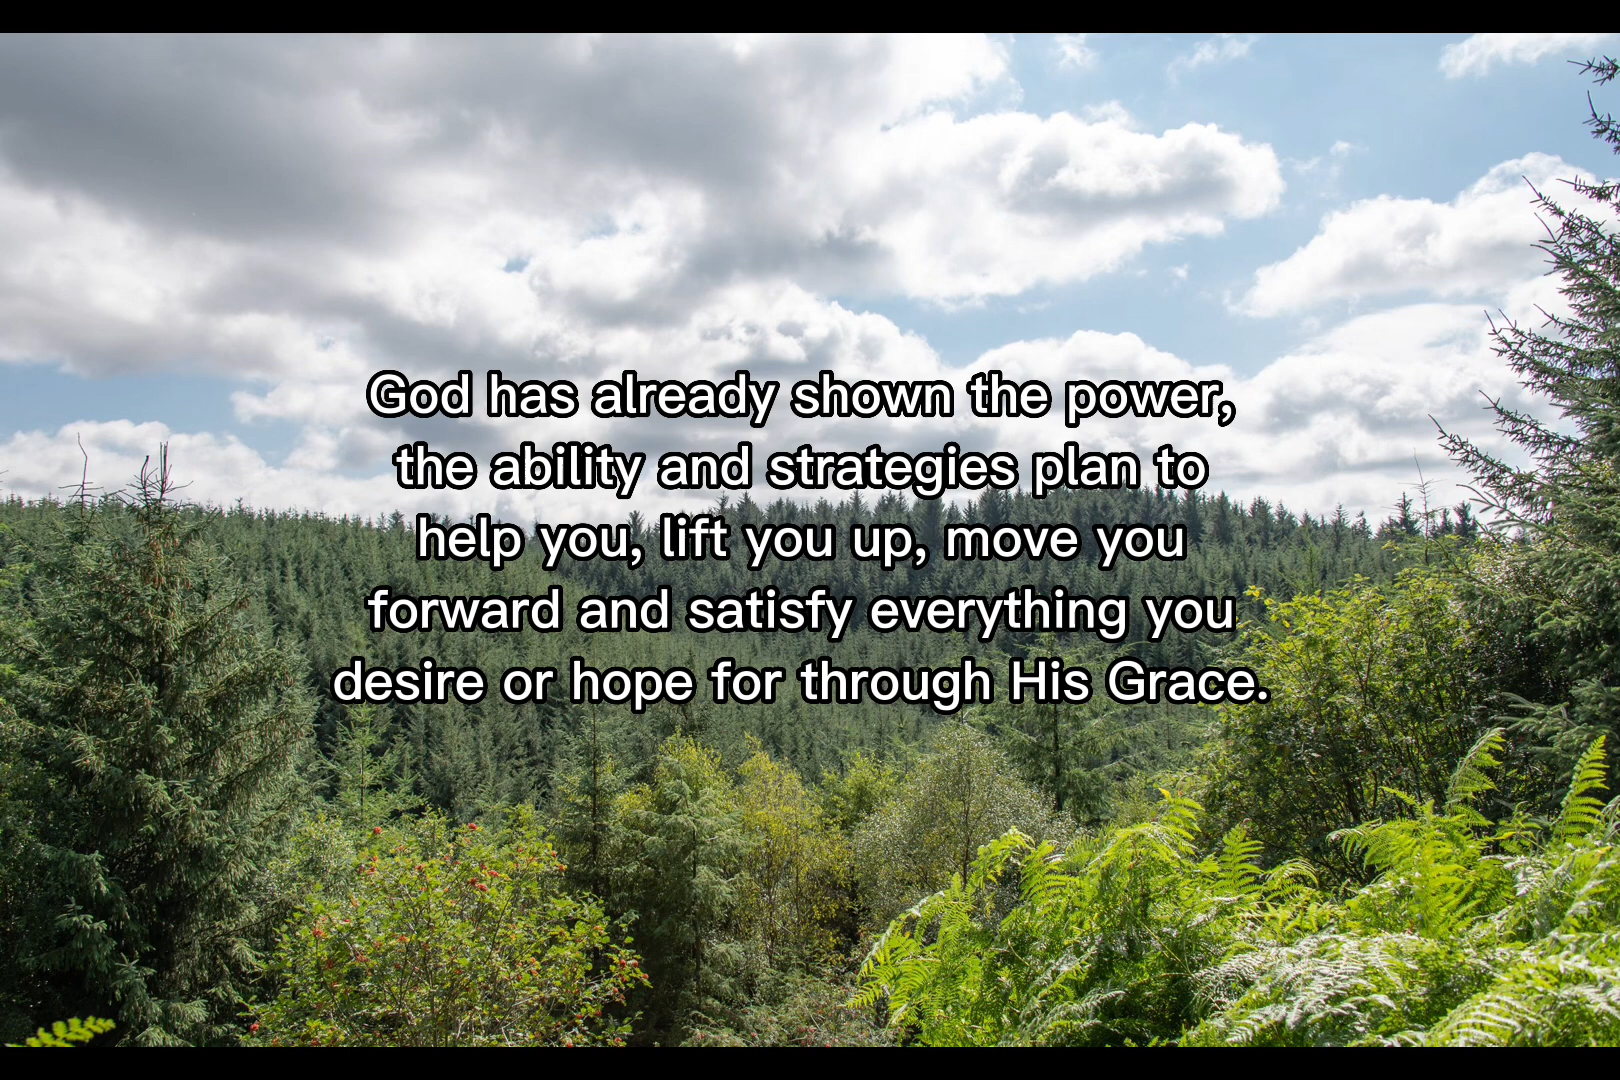 God has already shown the power,
the ability and strategies plan to
help you, lift you up, move you
forward and satisfy everything you
desire or hope for through His Grace.